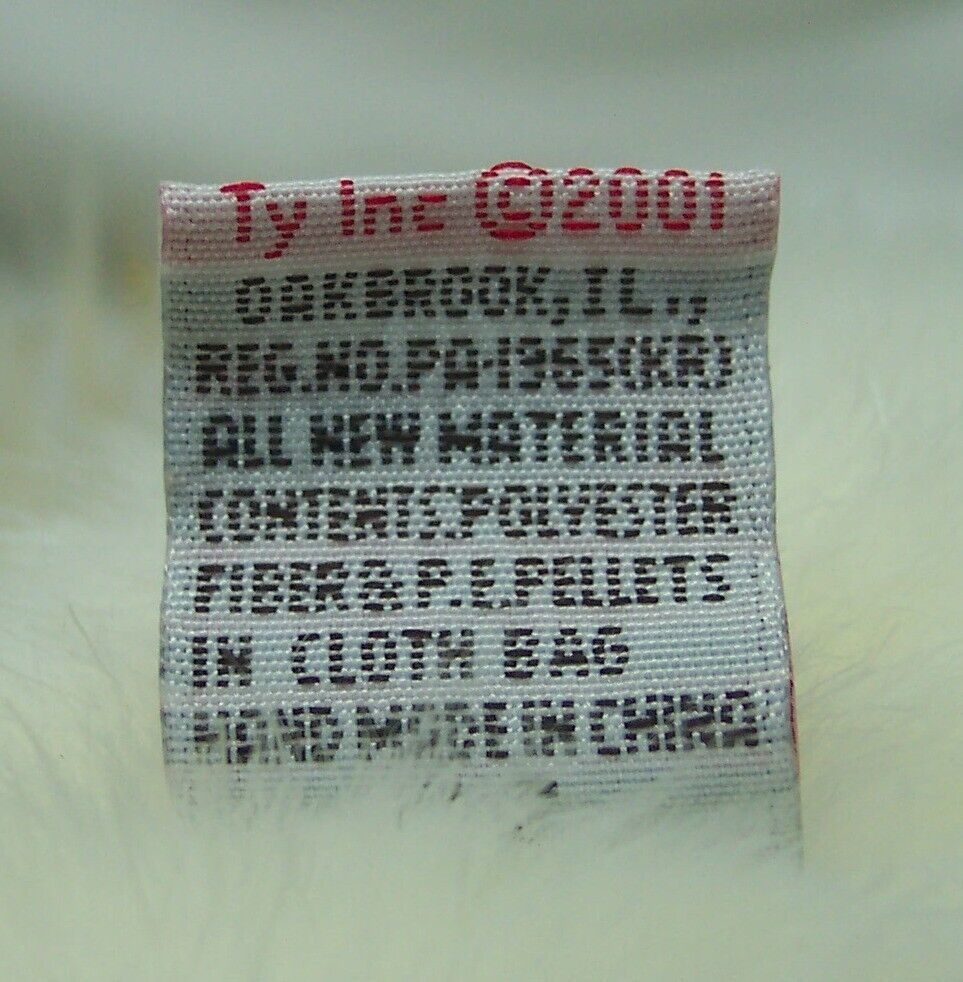 Ty Inc ©2001
OAKBROOK,IL.,
REG.NO.PA-1965(KR)
ALL NEW MATERIAL
CONTENTS:POLYESTER
FIBER&P.E.PELLETS
IN CLOTH BAG
HAND MADE IN CHINA